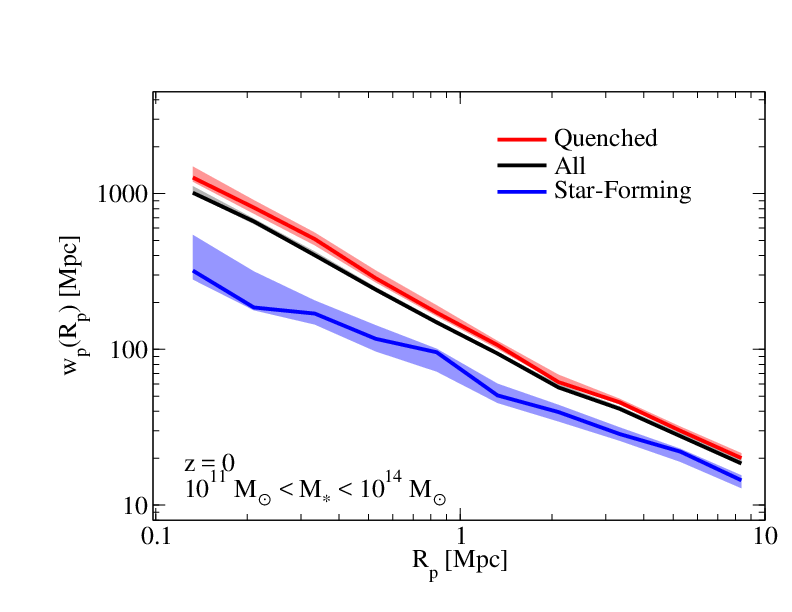 Quenched
All
Star-Forming
1000
100
10
w_p(R_p) [Mpc]
z = 0
10^11 M_⊙ < M_* < 10^14 M_⊙
0.1 1 10
R_p [Mpc]